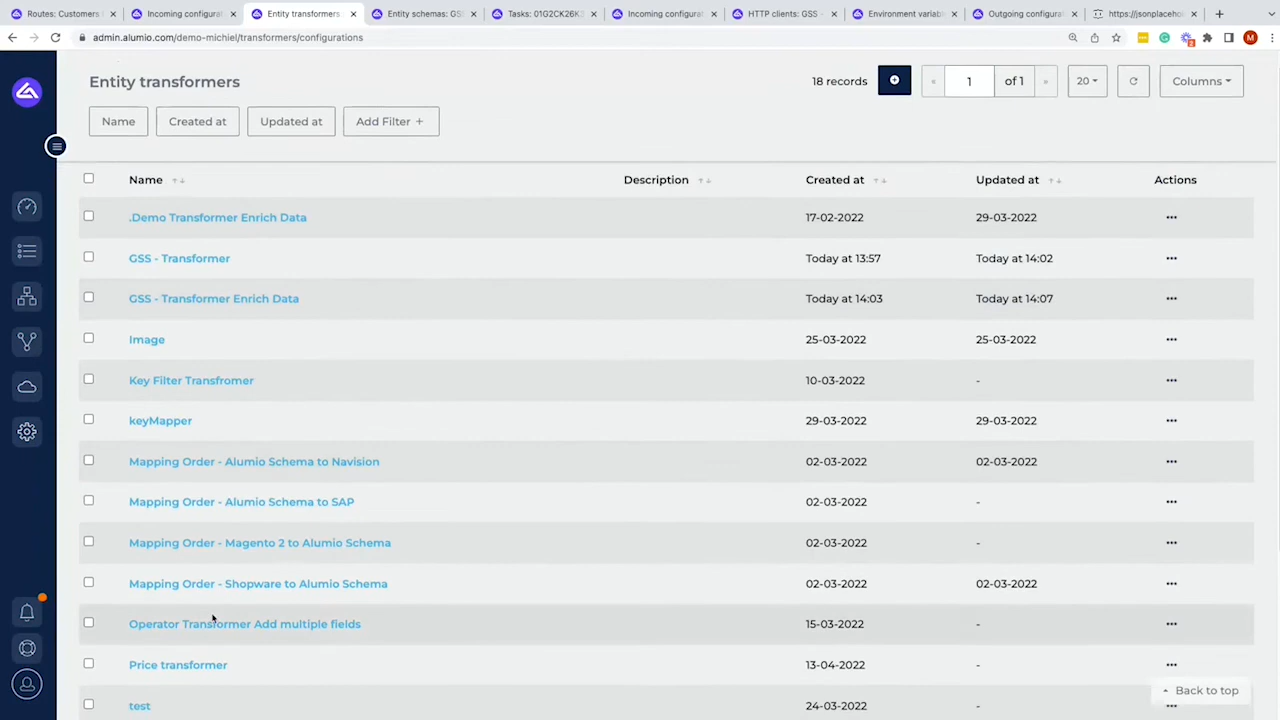 Routes: Customers
Incoming configura
Entity transformers
Entity schemas: GS
Tasks: 01G2CK26K
Incoming configura
HTTP clients: GSS -
Environment variabl
Outgoing configurat
https://jsonplaceho
admin.alumio.com/demo-michiel/transformers/configurations
M
Entity transformers
18 records
«
1
of 1
»
20
Columns
Name
Created at
Updated at
Add Filter +
Name
Description
Created at
Updated at
Actions
.Demo Transformer Enrich Data 17-02-2022 29-03-2022 •••
GSS - Transformer Today at 13:57 Today at 14:02 •••
GSS - Transformer Enrich Data Today at 14:03 Today at 14:07 •••
Image 25-03-2022 25-03-2022 •••
Key Filter Transfromer 10-03-2022 - •••
keyMapper 29-03-2022 29-03-2022 •••
Mapping Order - Alumio Schema to Navision 02-03-2022 02-03-2022 •••
Mapping Order - Alumio Schema to SAP 02-03-2022 - •••
Mapping Order - Magento 2 to Alumio Schema 02-03-2022 - •••
Mapping Order - Shopware to Alumio Schema 02-03-2022 02-03-2022 •••
Operator Transformer Add multiple fields 15-03-2022 - •••
Price transformer 13-04-2022 - •••
Back to top
test 24-03-2022 - •••